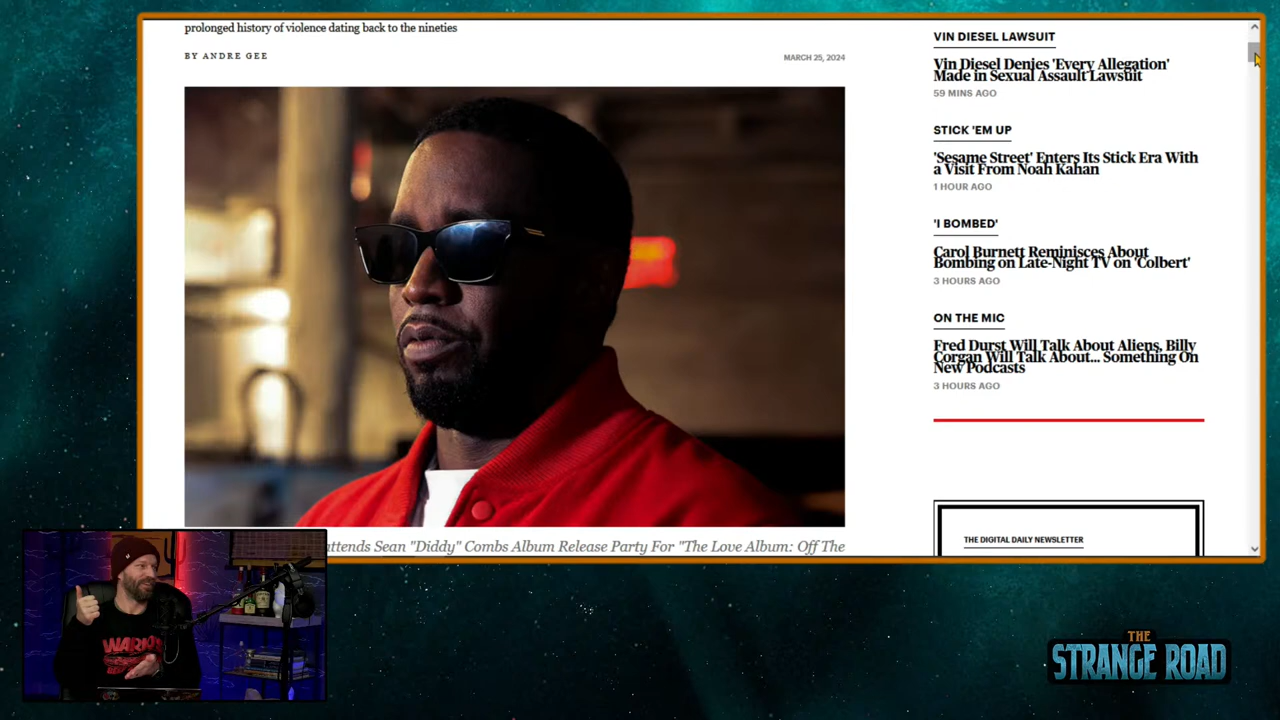 prolonged history of violence dating back to the nineties
BY ANDRE GEE
MARCH 25, 2024
ttends Sean "Diddy" Combs Album Release Party For "The Love Album: Off The
VIN DIESEL LAWSUIT
Vin Diesel Denies 'Every Allegation'
Made in Sexual Assault Lawsuit
59 MINS AGO
STICK 'EM UP
'Sesame Street' Enters Its Stick Era With
a Visit From Noah Kahan
1 HOUR AGO
'I BOMBED'
Carol Burnett Reminisces About
Bombing on Late-Night TV on 'Colbert'
3 HOURS AGO
ON THE MIC
Fred Durst Will Talk About Aliens, Billy
Corgan Will Talk About... Something On
New Podcasts
3 HOURS AGO
THE DIGITAL DAILY NEWSLETTER
THE
STRANGE ROAD